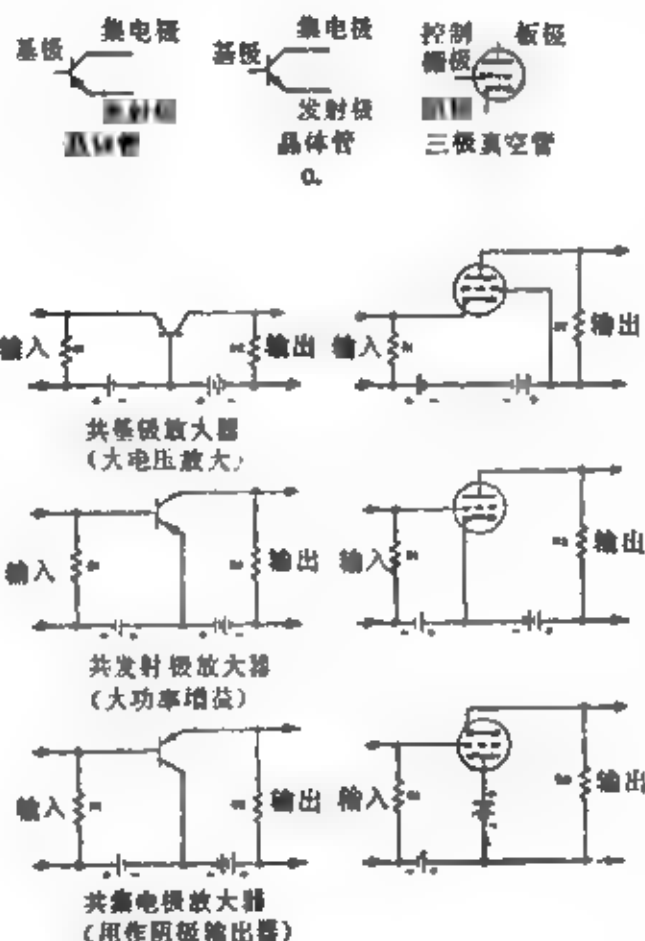 集电极
基极
集电极
基极
发射极
晶体管
控制
栅极
板极
三极真空管
晶体管
输入
输出
输入
输出
共基极放大器
(大电压放大)
输入
输出
输入
输出
共发射极放大器
(大功率增益)
输入
输出
输入
输出
共集电极放大器
(用作阴极输出器)